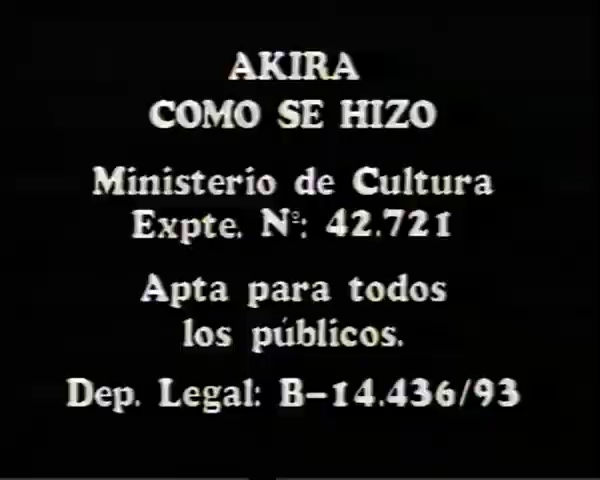 AKIRA
COMO SE HIZO
Ministerio de Cultura
Expte. Nº: 42.721
Apta para todos
los públicos.
Dep. Legal: B-14.436/93